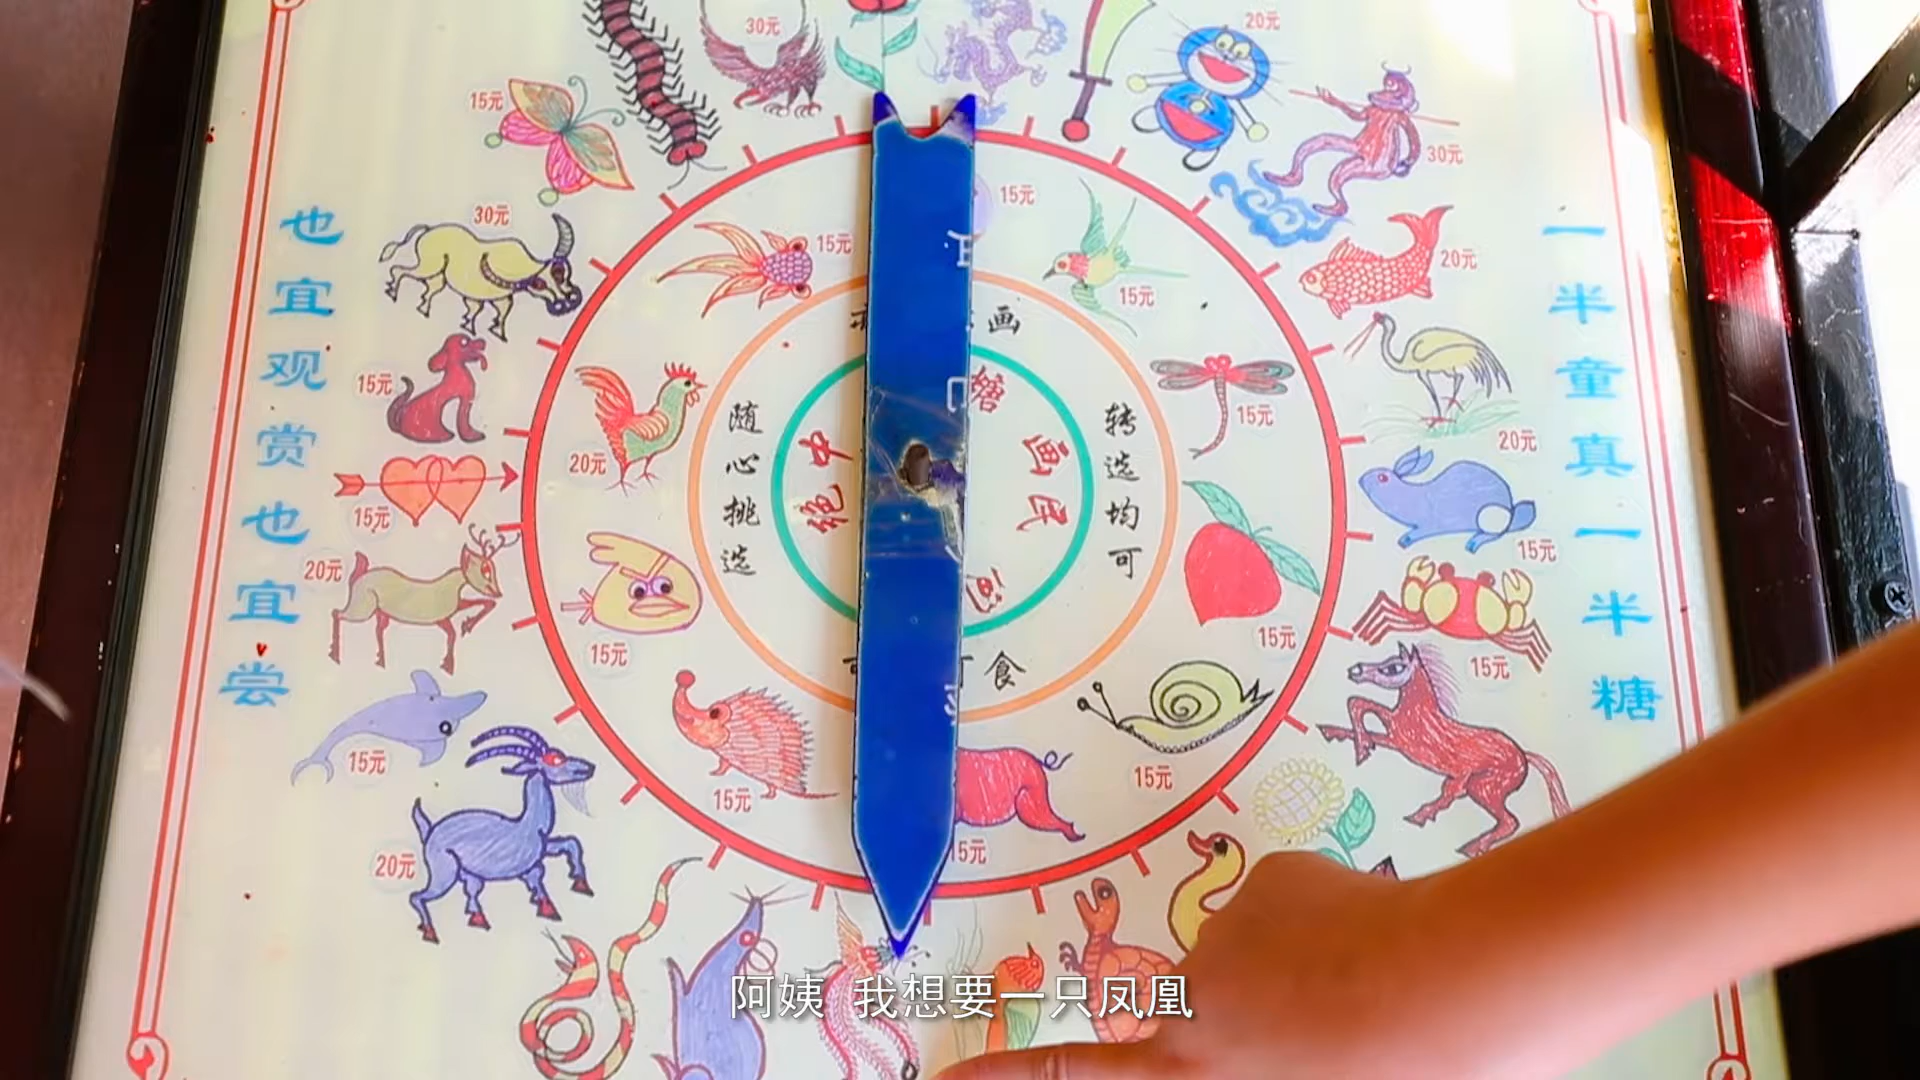 30元
20元
15元
30元
15元
30元
15元
15元
20元
15元
20元
15元
15元
20元
15元
20元
15元
15元
15元
15元
15元
15元
20元
15元
15元
15元
也宜观赏也宜尝
一半童真一半糖
画
随心挑选
转选均可
食
中
绝
糖
画
民
阿姨 我想要一只凤凰